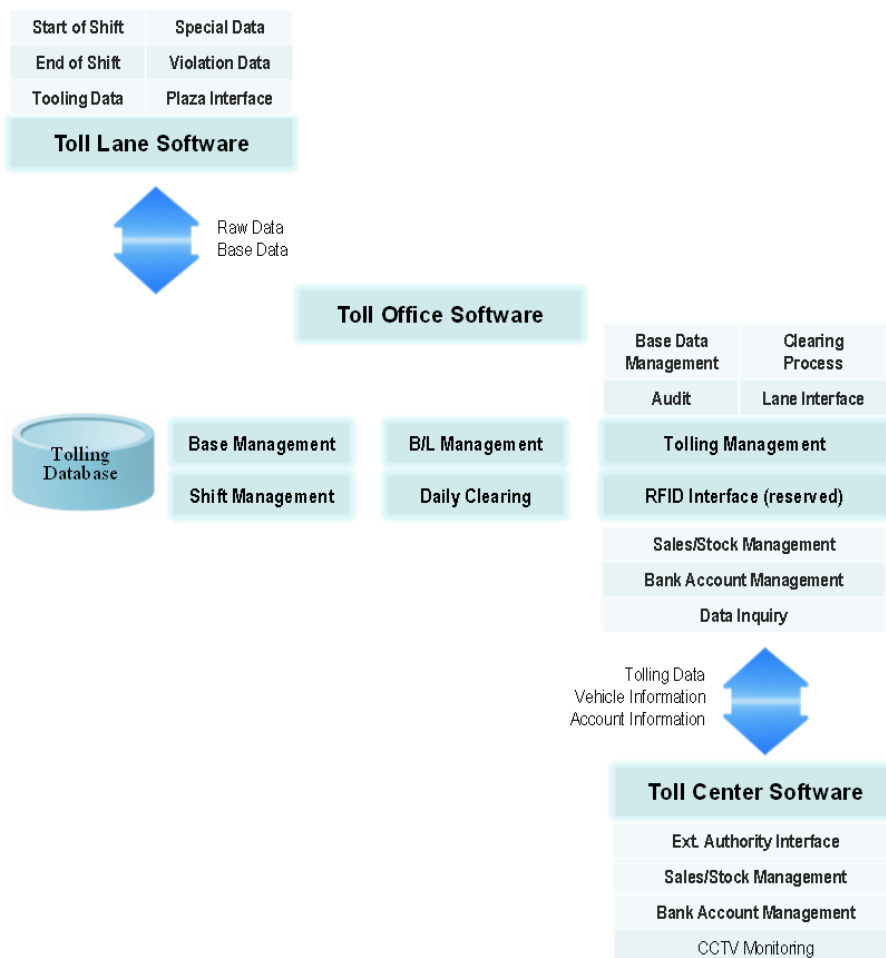 Start of Shift Special Data
End of Shift Violation Data
Tooling Data Plaza Interface
Toll Lane Software
Raw Data
Base Data
Toll Office Software
Base Data
Management
Clearing
Process
Audit Lane Interface
Tolling
Database
Base Management B/L Management Tolling Management
Shift Management Daily Clearing RFID Interface (reserved)
Sales/Stock Management
Bank Account Management
Data Inquiry
Tolling Data
Vehicle Information
Account Information
Toll Center Software
Ext. Authority Interface
Sales/Stock Management
Bank Account Management
CCTV Monitoring